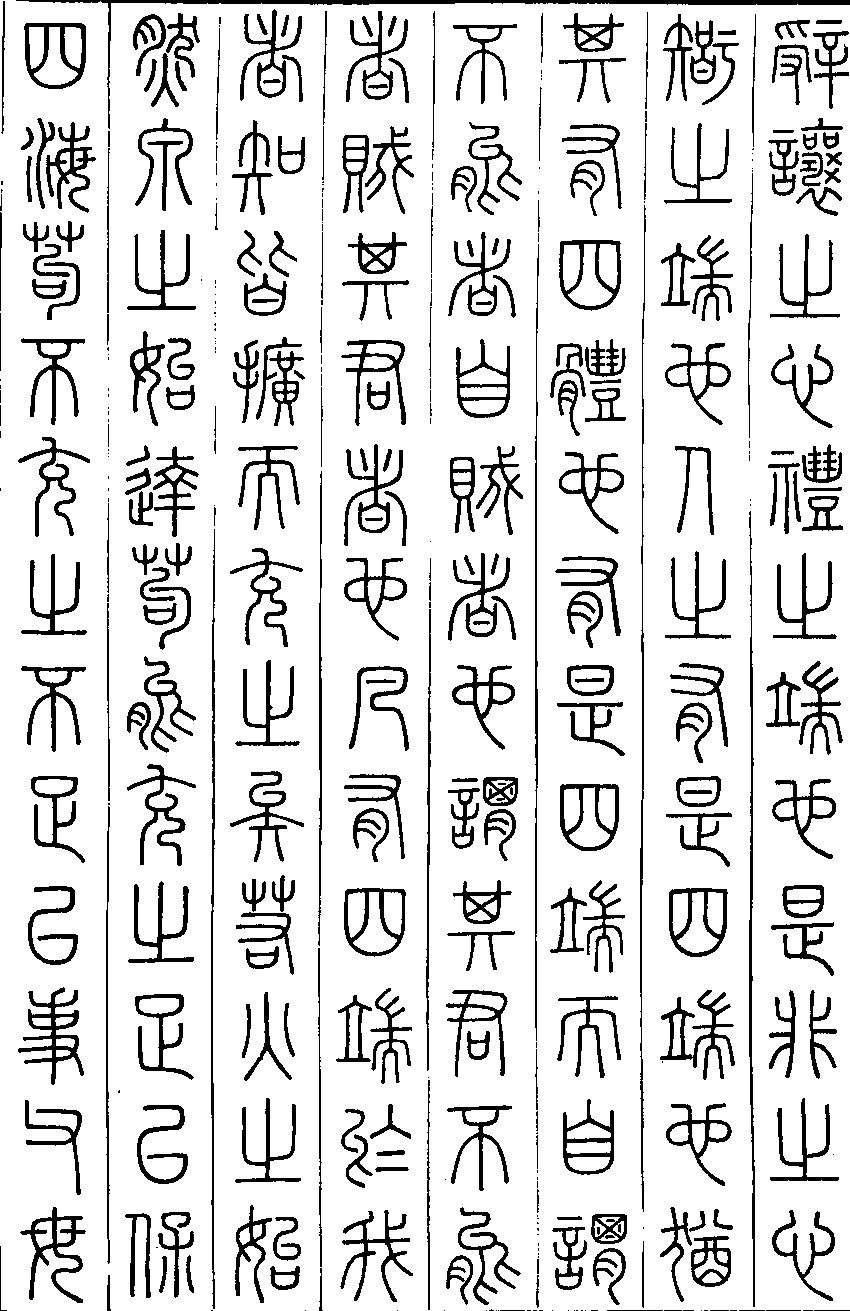 辭讓之心禮之端也是非之心
智之端也人之有是四端也猶
其有四體也有是四端而自謂
不能者自賊者也謂其君不能
者賊其君者也凡有四端於我
者知皆擴而充之矣若火之始
然泉之始達苟能充之足以保
四海苟不充之不足以事父母